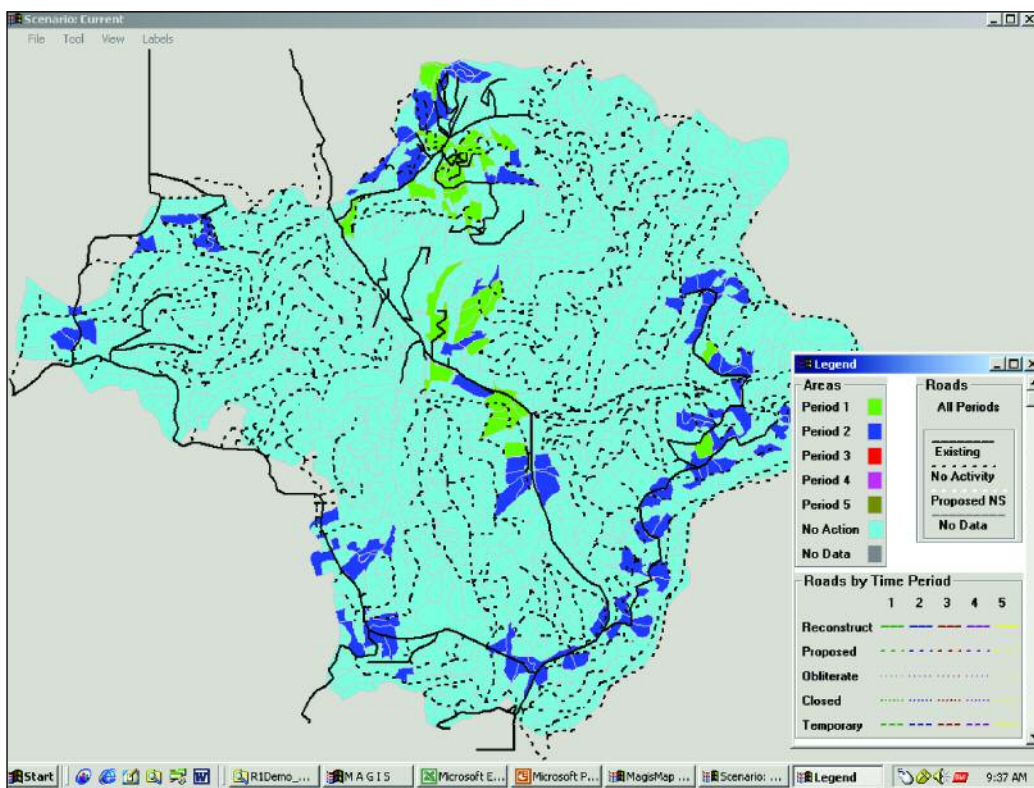 Scenario: Current
File Tool View Labels
Legend
Areas
Period 1
Period 2
Period 3
Period 4
Period 5
No Action
No Data
Roads
All Periods
Existing
No Activity
Proposed NS
No Data
Roads by Time Period
1 2 3 4 5
Reconstruct
Proposed
Obliterate
Closed
Temporary
Start R1Demo_... M A G I S Microsoft E... Microsoft P... MagisMap ... Scenario: ... Legend 9:37 AM